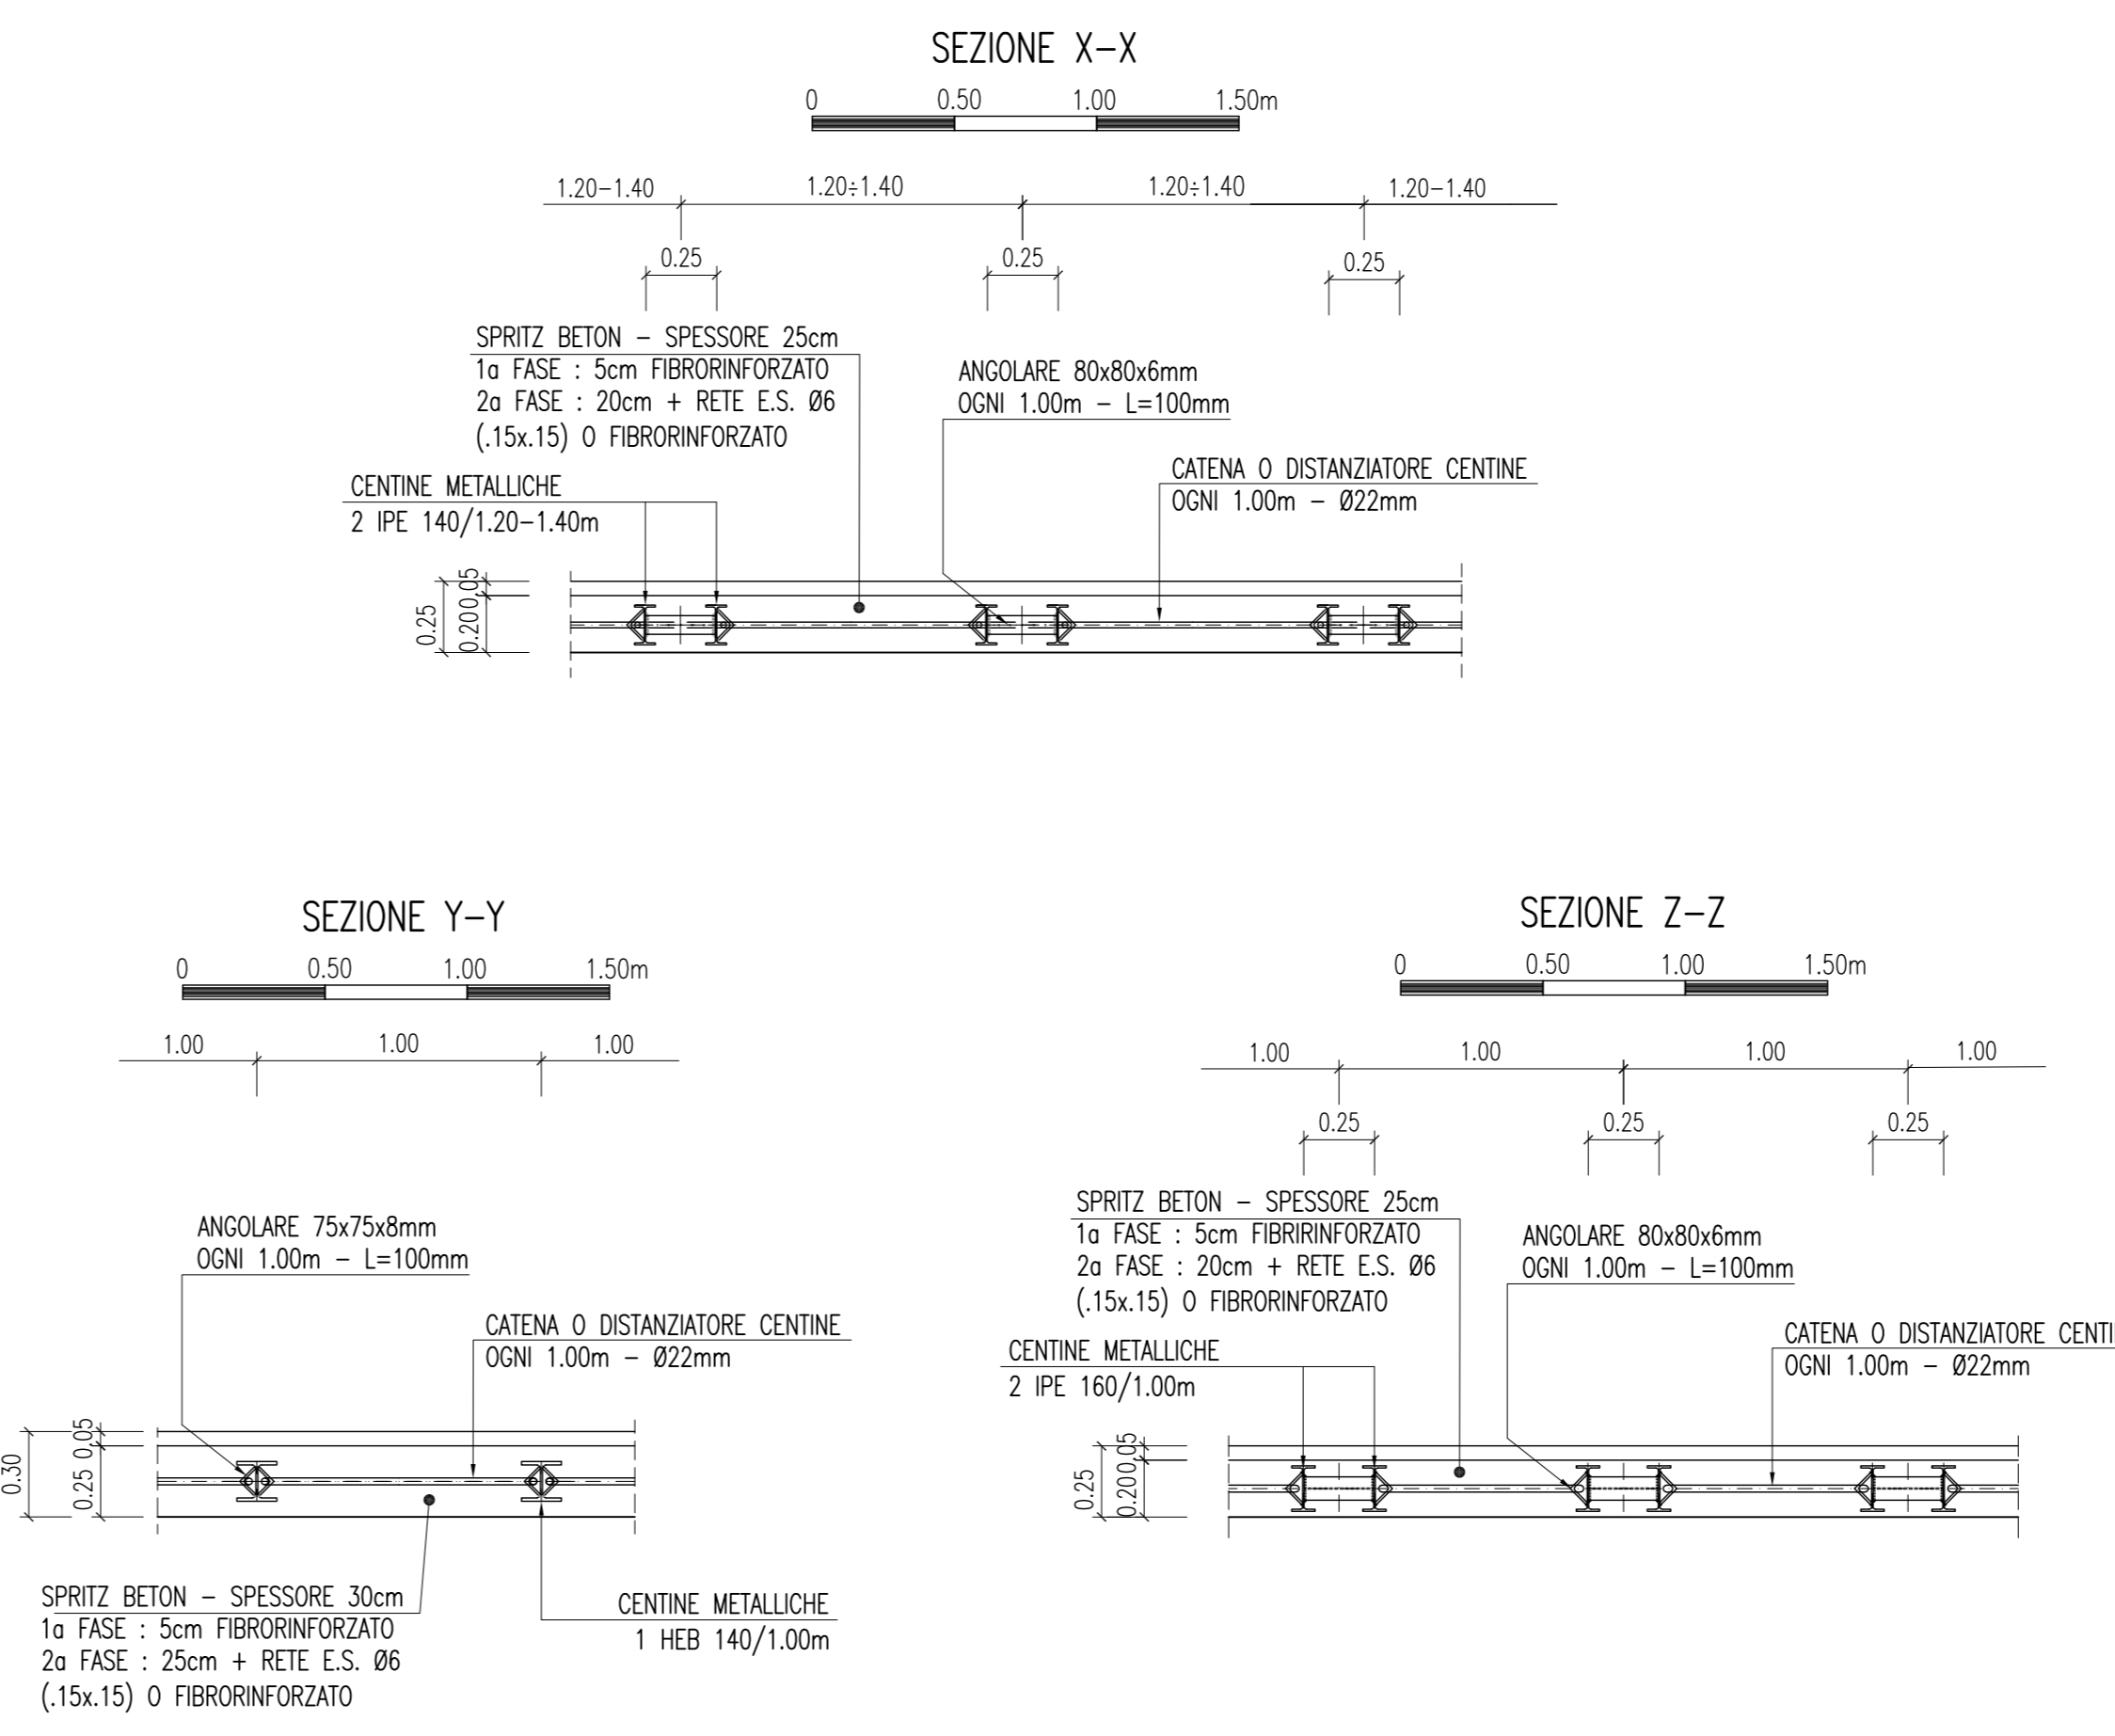 SEZIONE X-X
0 0.50 1.00 1.50m
1.20-1.40 1.20÷1.40 1.20÷1.40 1.20-1.40
0.25 0.25 0.25
SPRITZ BETON - SPESSORE 25cm
1a FASE : 5cm FIBRORINFORZATO
2a FASE : 20cm + RETE E.S. Ø6
(.15x.15) O FIBRORINFORZATO
ANGOLARE 80x80x6mm
OGNI 1.00m - L=100mm
CENTINE METALLICHE
2 IPE 140/1.20-1.40m
CATENA O DISTANZIATORE CENTINE
OGNI 1.00m - Ø22mm
0.25
0.20
0.05
SEZIONE Y-Y
0 0.50 1.00 1.50m
1.00 1.00 1.00
ANGOLARE 75x75x8mm
OGNI 1.00m - L=100mm
CATENA O DISTANZIATORE CENTINE
OGNI 1.00m - Ø22mm
0.30
0.25
0.05
SPRITZ BETON - SPESSORE 30cm
1a FASE : 5cm FIBRORINFORZATO
2a FASE : 25cm + RETE E.S. Ø6
(.15x.15) O FIBRORINFORZATO
CENTINE METALLICHE
1 HEB 140/1.00m
SEZIONE Z-Z
0 0.50 1.00 1.50m
1.00 1.00 1.00 1.00
0.25 0.25 0.25
SPRITZ BETON - SPESSORE 25cm
1a FASE : 5cm FIBRIRINFORZATO
2a FASE : 20cm + RETE E.S. Ø6
(.15x.15) O FIBRORINFORZATO
ANGOLARE 80x80x6mm
OGNI 1.00m - L=100mm
CENTINE METALLICHE
2 IPE 160/1.00m
CATENA O DISTANZIATORE CENTI
OGNI 1.00m - Ø22mm
0.25
0.20
0.05